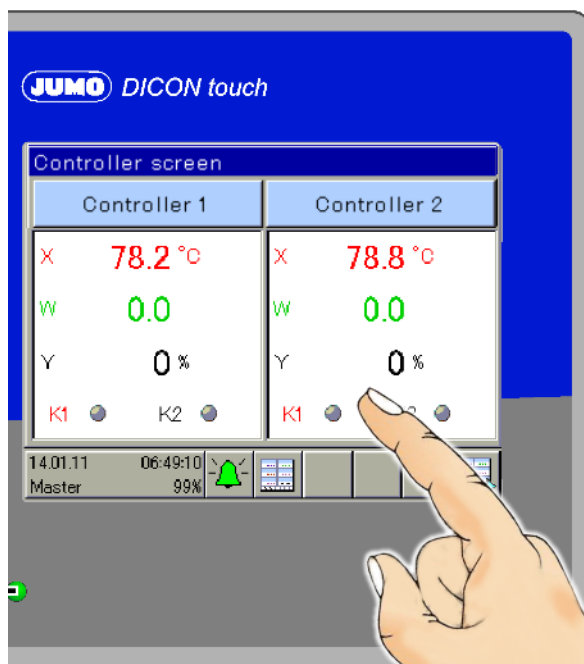 JUMO DICON touch
Controller screen
Controller 1 Controller 2
X 78.2 °C X 78.8 °C
W 0.0 W 0.0
Y 0 % Y 0 %
K1 K2 K1
14.01.11 06:49:10
Master 99%